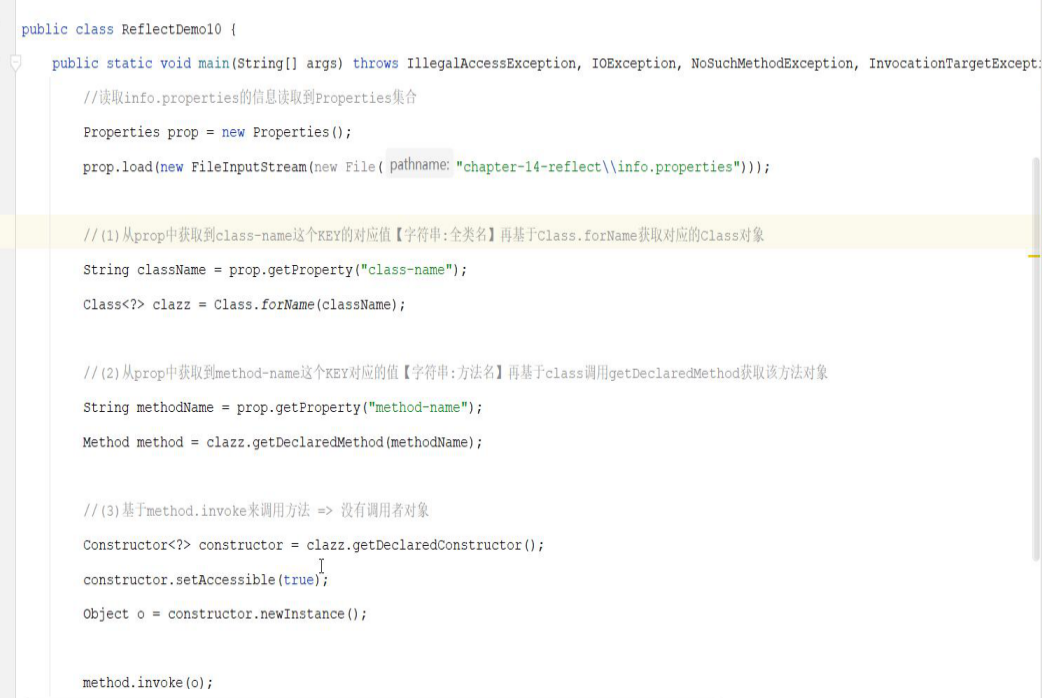 public class ReflectDemo10 {
public static void main(String[] args) throws IllegalAccessException, IOException, NoSuchMethodException, InvocationTargetExcepti
//读取info.properties的信息读取到Properties集合
Properties prop = new Properties();
prop.load(new FileInputStream(new File( pathname: "chapter-14-reflect\\info.properties")));
//(1)从prop中获取到class-name这个KEY的对应值【字符串:全类名】再基于Class.forName获取对应的Class对象
String className = prop.getProperty("class-name");
Class<?> clazz = Class.forName(className);
//(2)从prop中获取到method-name这个KEY对应的值【字符串:方法名】再基于class调用getDeclaredMethod获取该方法对象
String methodName = prop.getProperty("method-name");
Method method = clazz.getDeclaredMethod(methodName);
//(3)基于method.invoke来调用方法 => 没有调用者对象
Constructor<?> constructor = clazz.getDeclaredConstructor();
constructor.setAccessible(true);
Object o = constructor.newInstance();
method.invoke(o);